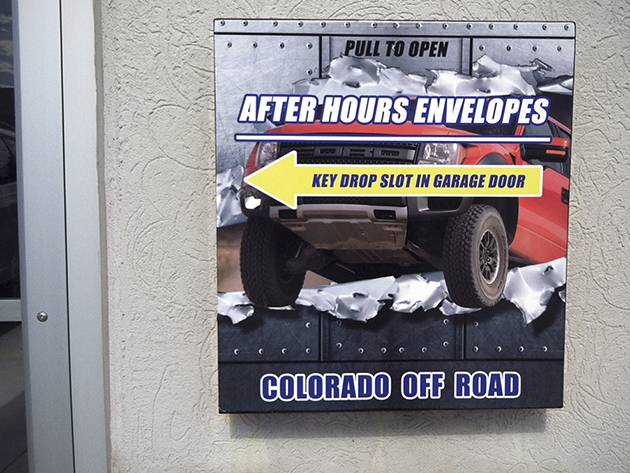 PULL TO OPEN
AFTER HOURS ENVELOPES
KEY DROP SLOT IN GARAGE DOOR
COLORADO OFF ROAD